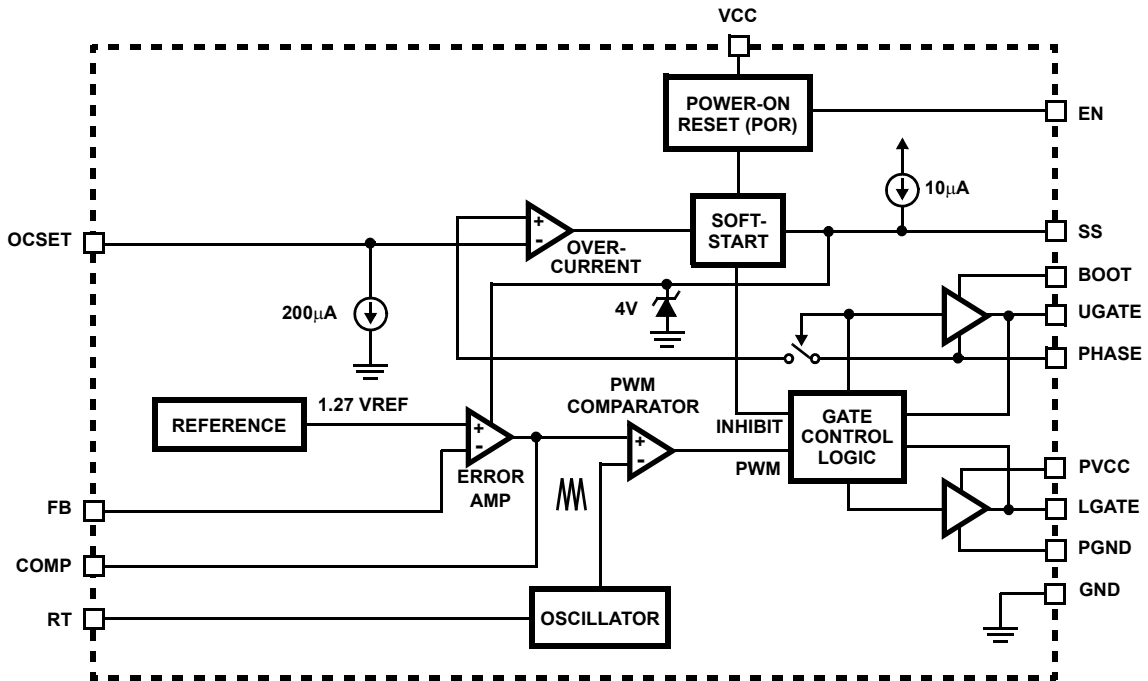 VCC
POWER-ON
RESET (POR)
EN
10µA
OCSET
+
-
OVER-
CURRENT
SOFT-
START
SS
BOOT
200µA
4V
UGATE
PHASE
PWM
COMPARATOR
1.27 VREF
REFERENCE
+
-
ERROR
AMP
+
-
INHIBIT
PWM
GATE
CONTROL
LOGIC
PVCC
FB
LGATE
COMP
PGND
GND
RT
OSCILLATOR